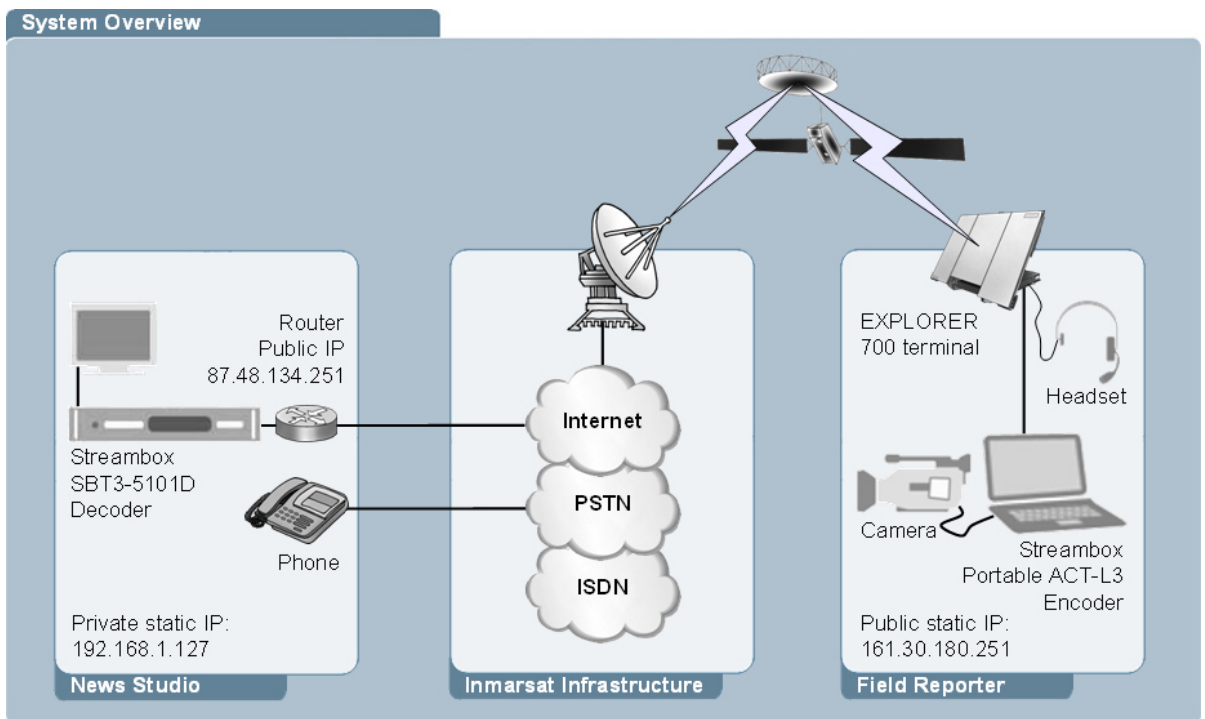 System Overview
Router
Public IP
87.48.134.251
Streambox
SBT3-5101D
Decoder
Phone
Private static IP:
192.168.1.127
News Studio
Internet
PSTN
ISDN
Inmarsat Infrastructure
EXPLORER
700 terminal
Headset
Camera
Streambox
Portable ACT-L3
Encoder
Public static IP:
161.30.180.251
Field Reporter